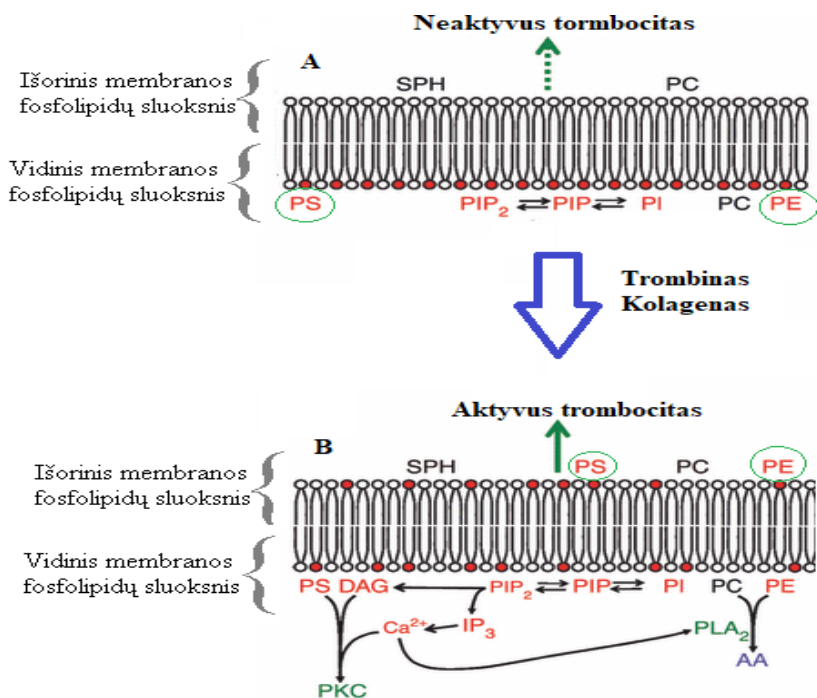 Neaktyvus tormbocitas
A
Išorinis membranos
fosfolipidų sluoksnis
SPH PC
Vidinis membranos
fosfolipidų sluoksnis
PS PIP2 PIP PI PC PE
Trombinas
Kolagenas
Aktyvus trombocitas
B
Išorinis membranos
fosfolipidų sluoksnis
SPH PS PC PE
Vidinis membranos
fosfolipidų sluoksnis
PS DAG PIP2 PIP PI PC PE
Ca2+ IP3 PLA2
AA
PKC